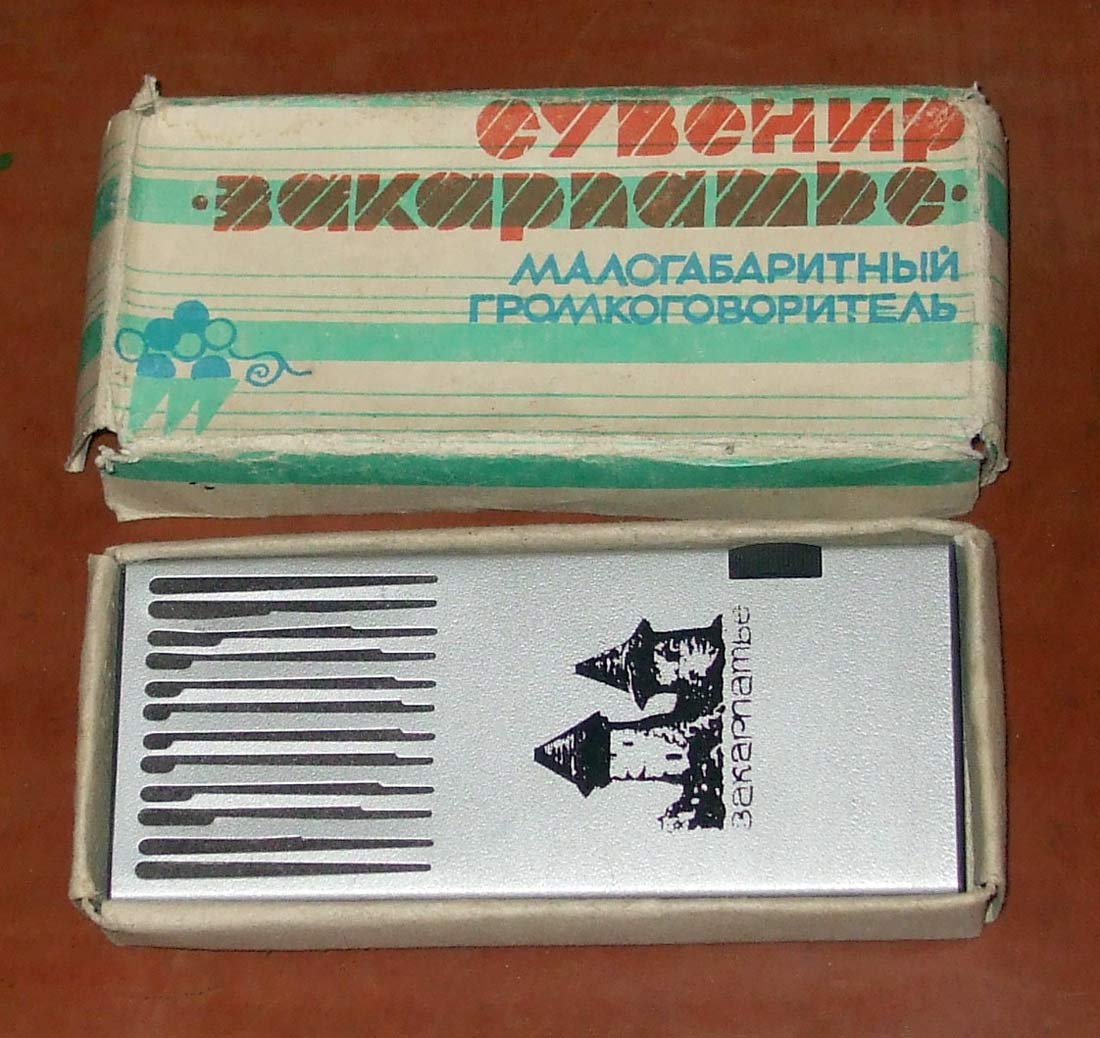 сувенир
·закарпатье·
МАЛОГАБАРИТНЫЙ
ГРОМКОГОВОРИТЕЛЬ
закарпатье